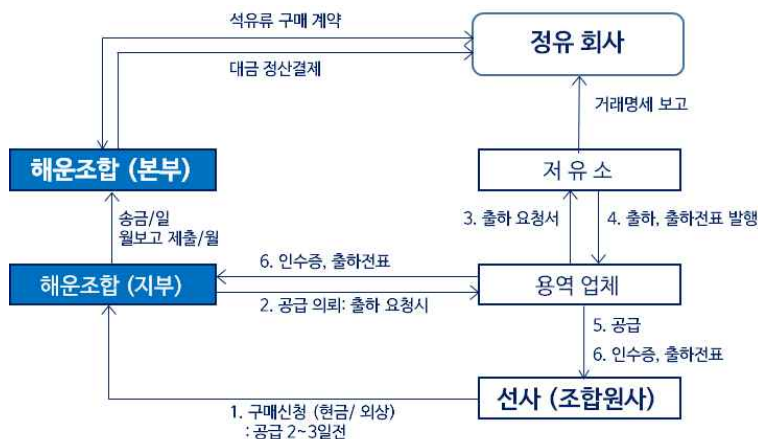 석유류 구매 계약
정유 회사
대금 정산결제
거래명세 보고
해운조합 (본부)
저 유 소
송금/일
월보고 제출/월
3. 출하 요청서
4. 출하, 출하전표 발행
6. 인수증, 출하전표
해운조합 (지부)
용역 업체
2. 공급 의뢰: 출하 요청시
5. 공급
6. 인수증, 출하전표
1. 구매신청 (현금/ 외상)
: 공급 2~3일전
선사 (조합원사)